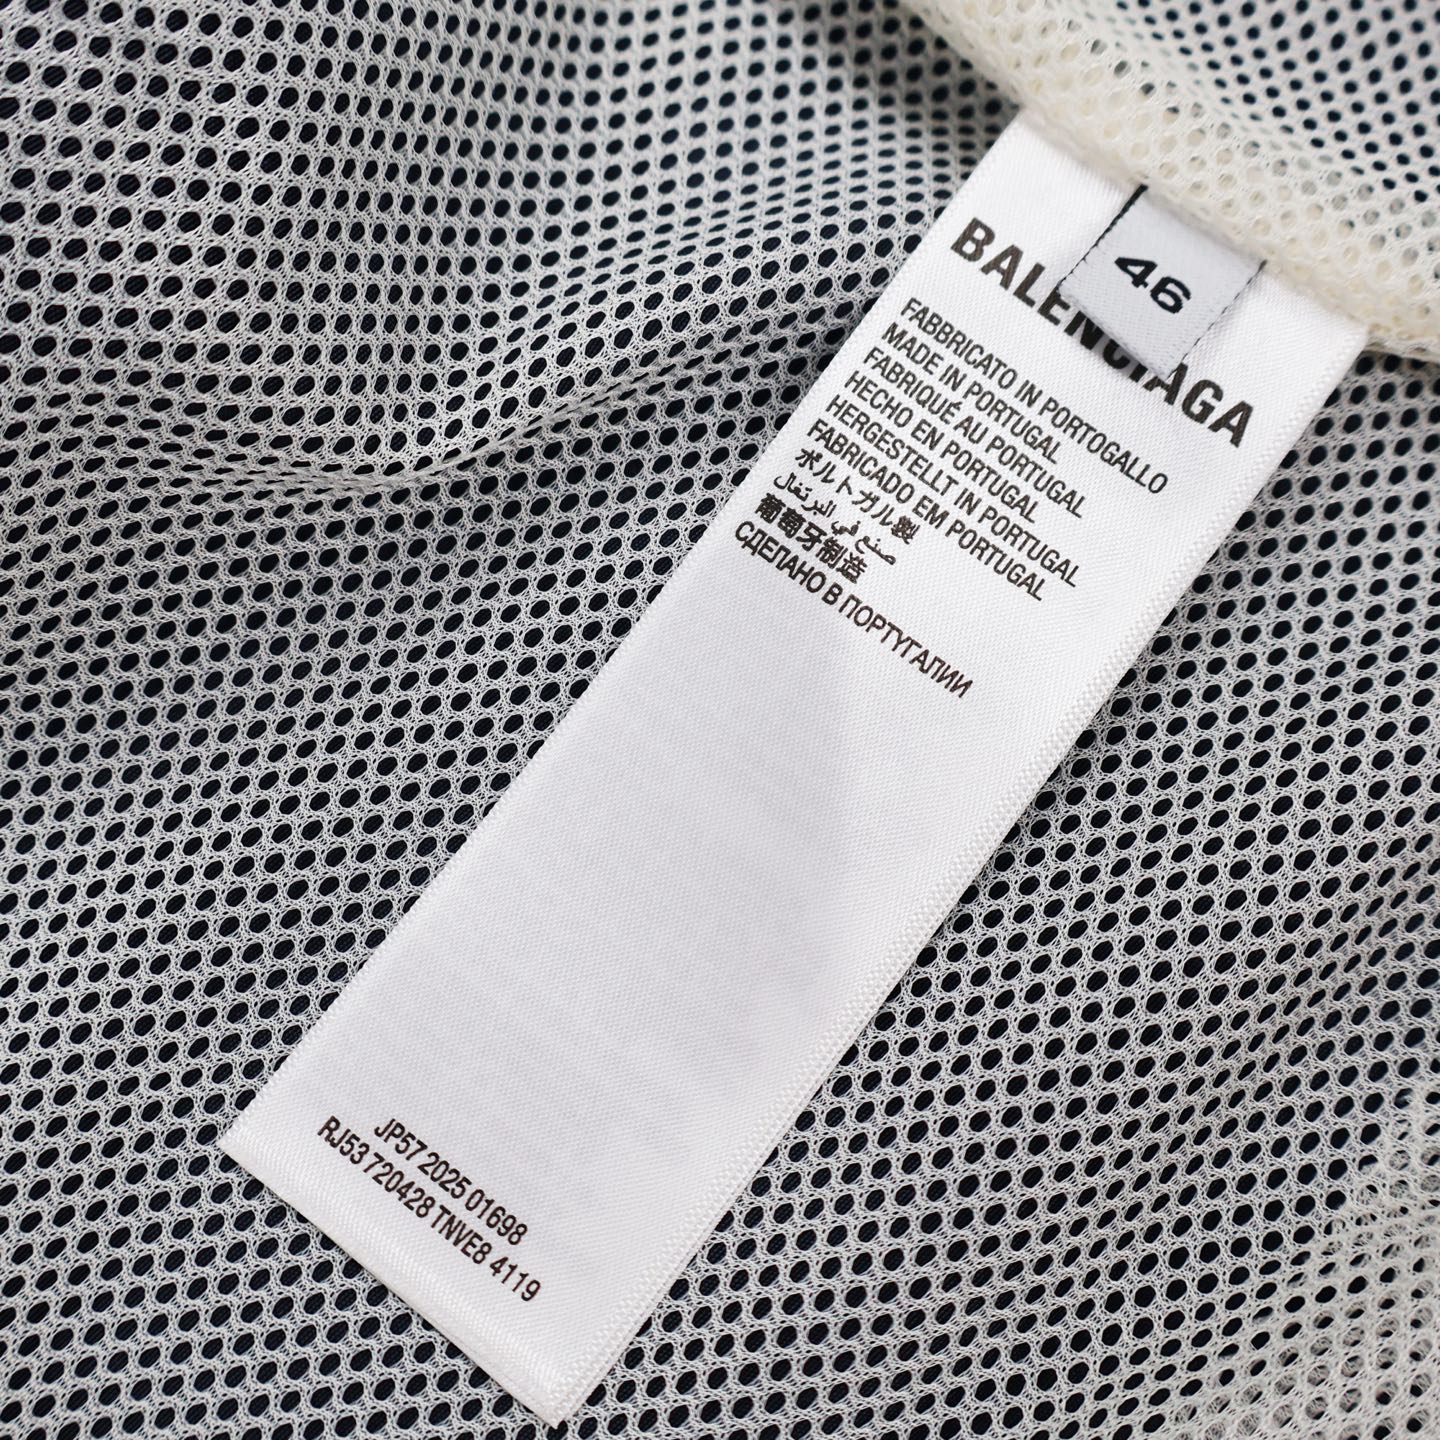 46
BALENCIAGA
FABBRICATO IN PORTOGALLO
MADE IN PORTUGAL
FABRIQUÉ AU PORTUGAL
HECHO EN PORTUGAL
HERGESTELLT IN PORTUGAL
FABRICADO EM PORTUGAL
ポルトガル製
صنع في البرتغال
葡萄牙制造
СДЕПАНО В ПОРТУГАЛИИ
JP57 2025 01698
RJ53 720428 TNVE8 4119